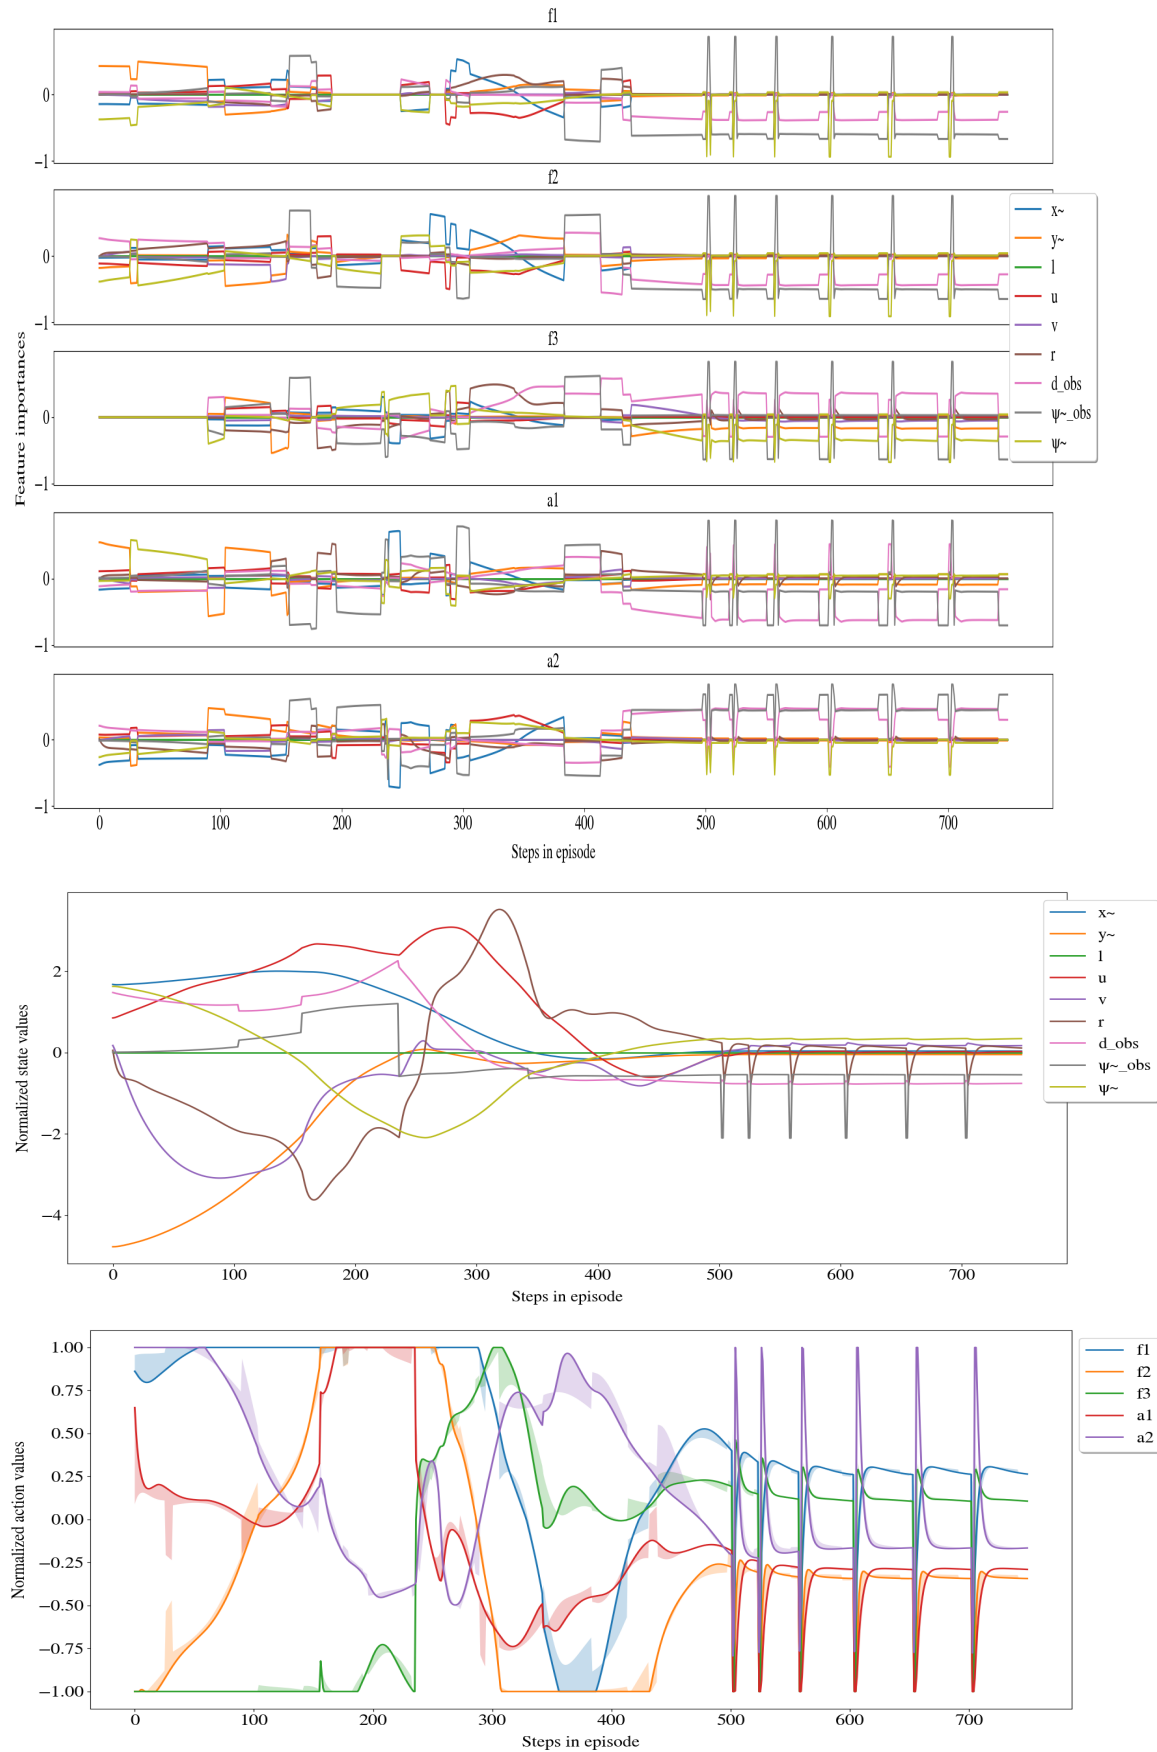 f1
0
−1
f2
0
−1
f3
0
−1
a1
0
−1
a2
0
−1
0 100 200 300 400 500 600 700
Steps in episode
Feature importances
x~
y~
l
u
v
r
d_obs
ψ~_obs
ψ~
2
0
−2
−4
0 100 200 300 400 500 600 700
Steps in episode
Normalized state values
x~
y~
l
u
v
r
d_obs
ψ~_obs
ψ~
1.00
0.75
0.50
0.25
0.00
−0.25
−0.50
−0.75
−1.00
0 100 200 300 400 500 600 700
Steps in episode
Normalized action values
f1
f2
f3
a1
a2